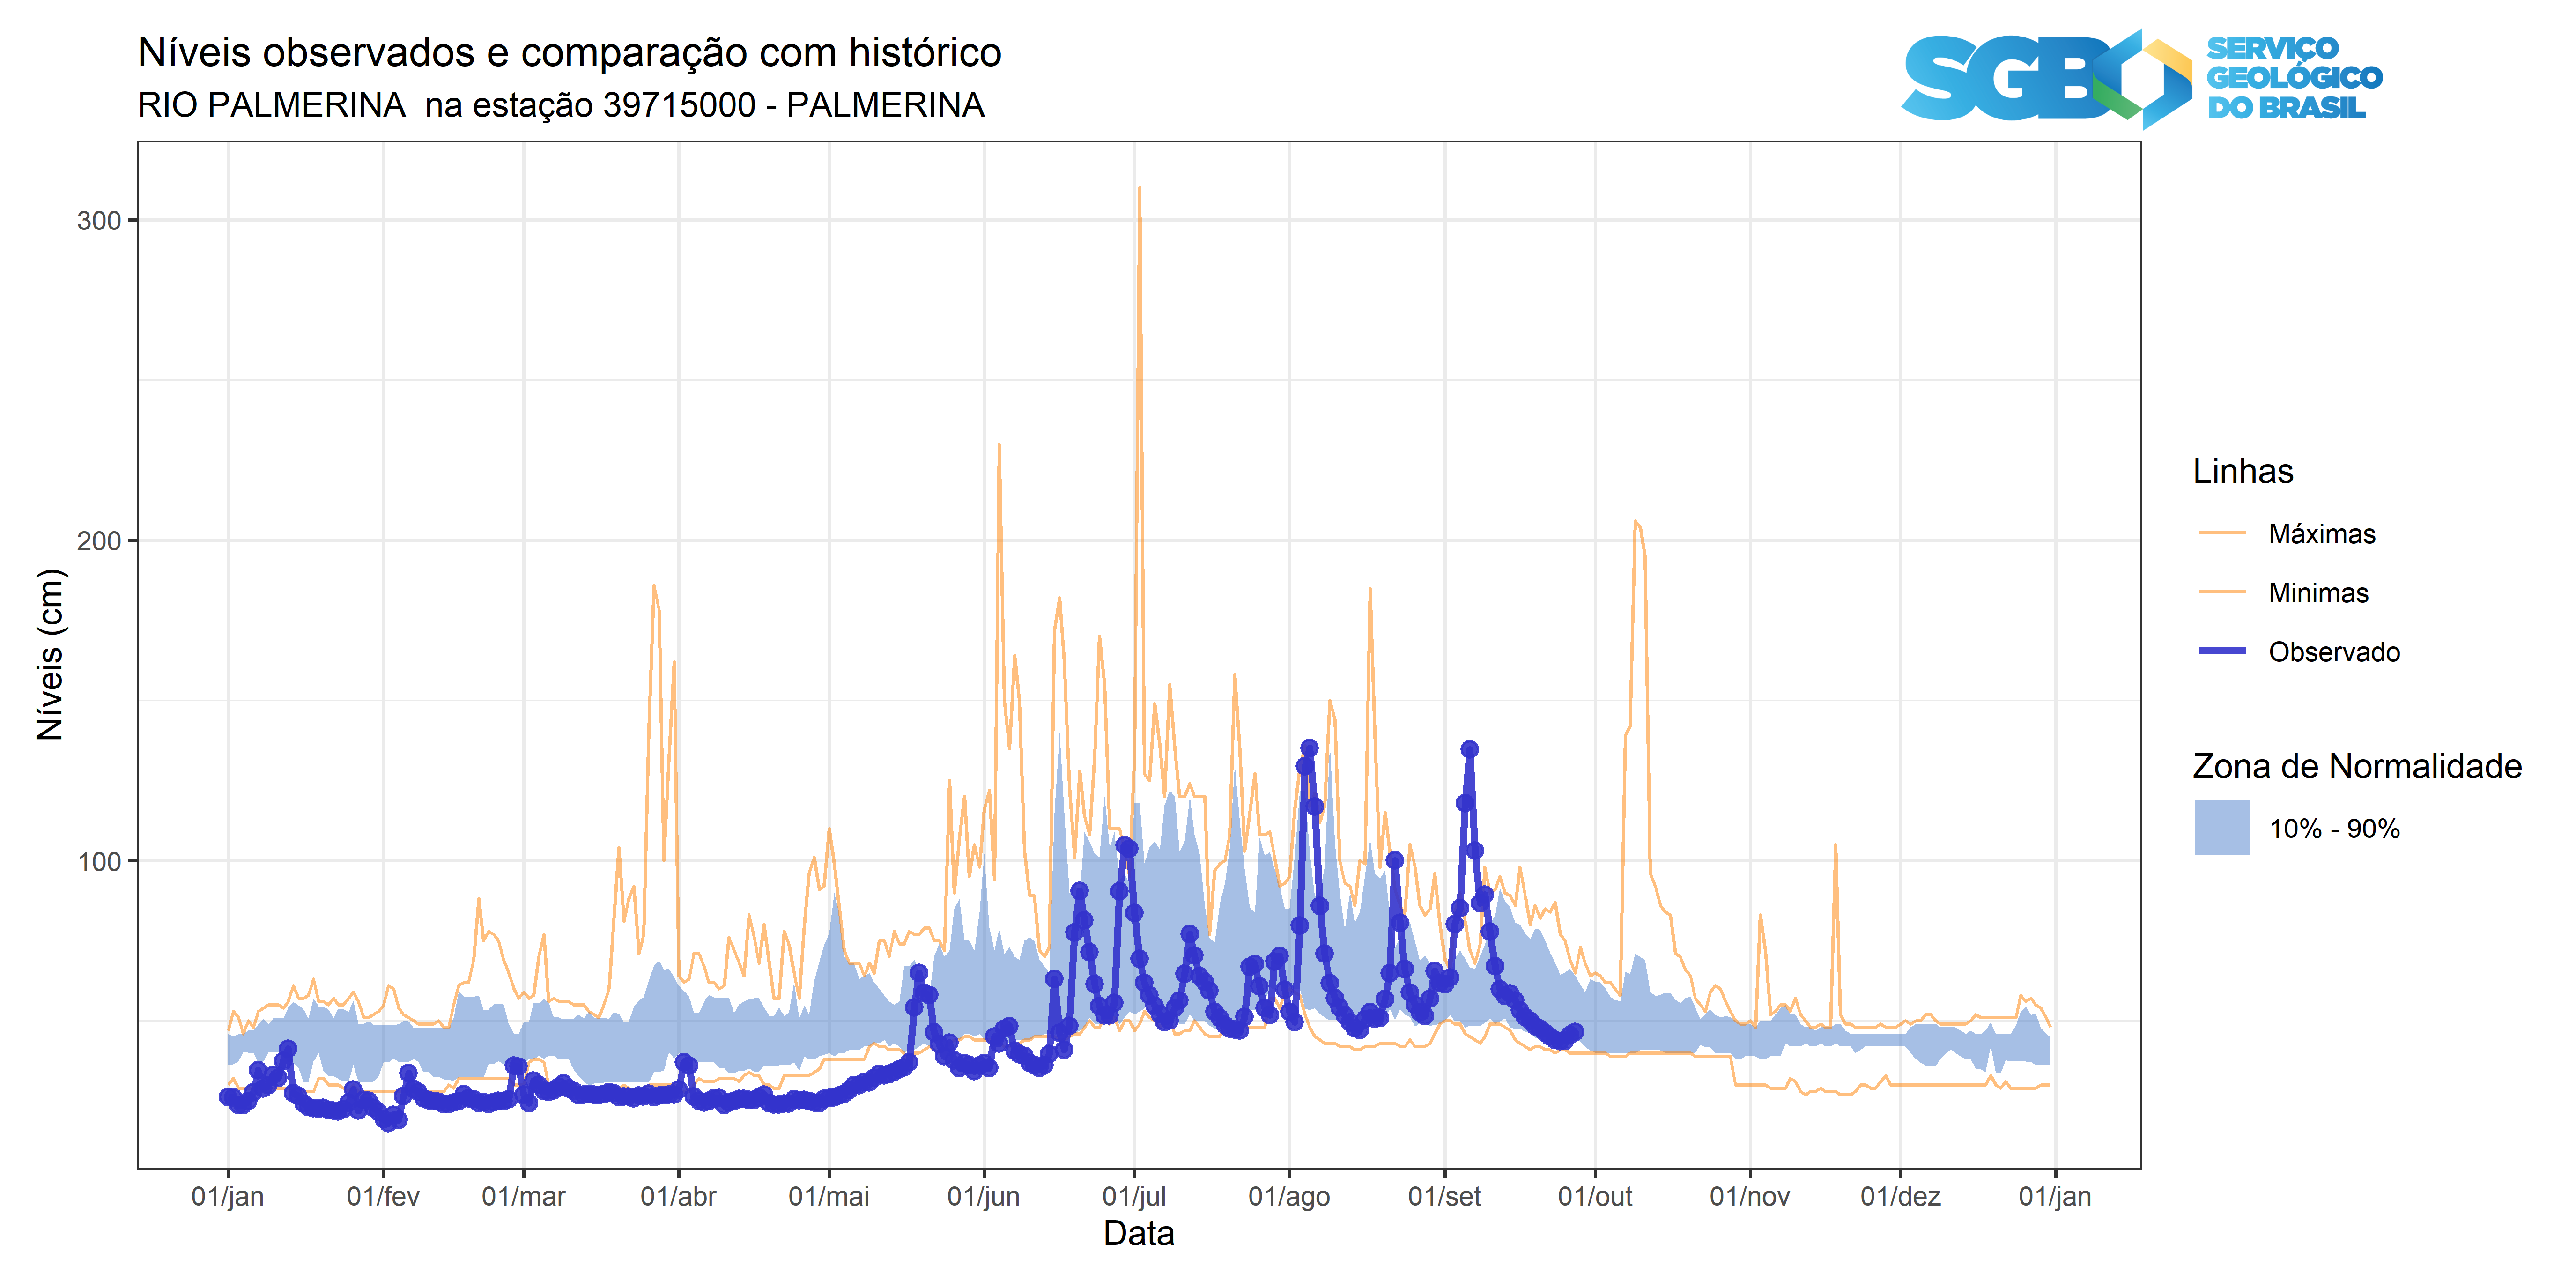 Níveis observados e comparação com histórico
RIO PALMERINA  na estação 39715000 - PALMERINA
SGB
SERVIÇO
GEOLÓGICO
DO BRASIL
Níveis (cm)
300
200
100
01/jan 01/fev 01/mar 01/abr 01/mai 01/jun 01/jul 01/ago 01/set 01/out 01/nov 01/dez 01/jan
Data
Linhas
Máximas
Minimas
Observado
Zona de Normalidade
10% - 90%